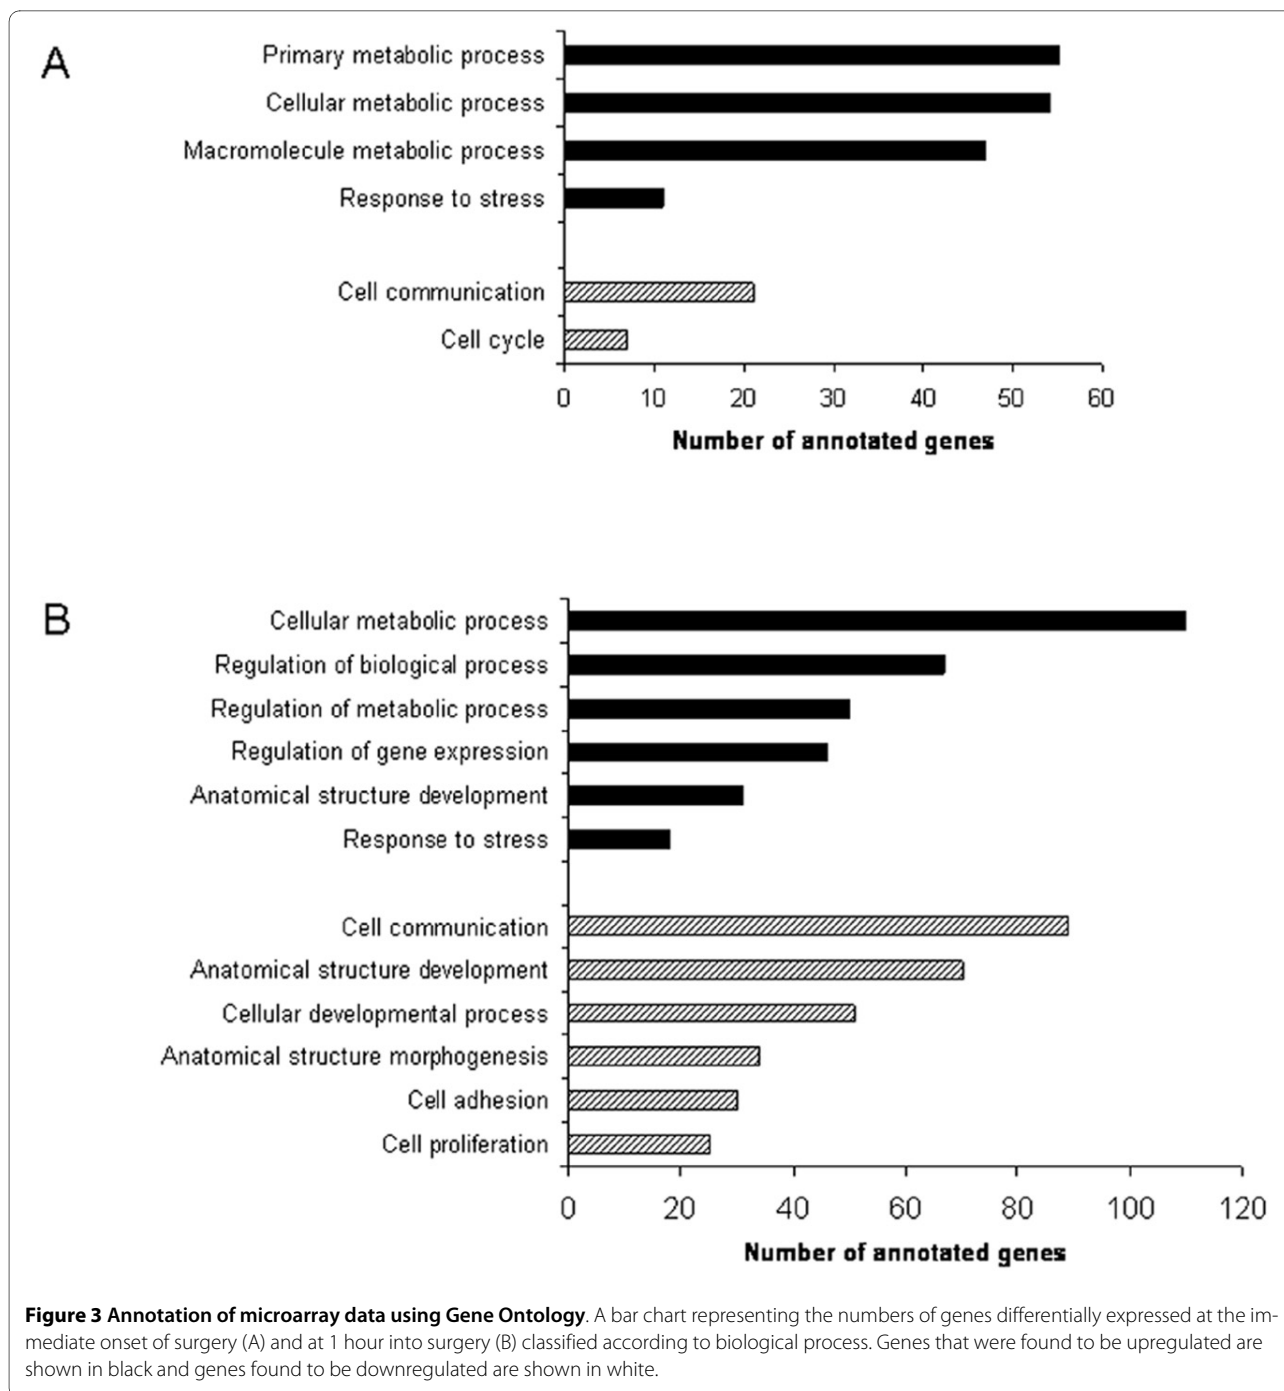 A
Primary metabolic process
Cellular metabolic process
Macromolecule metabolic process
Response to stress
Cell communication
Cell cycle
0 10 20 30 40 50 60
Number of annotated genes
B
Cellular metabolic process
Regulation of biological process
Regulation of metabolic process
Regulation of gene expression
Anatomical structure development
Response to stress
Cell communication
Anatomical structure development
Cellular developmental process
Anatomical structure morphogenesis
Cell adhesion
Cell proliferation
0 20 40 60 80 100 120
Number of annotated genes
Figure 3 Annotation of microarray data using Gene Ontology. A bar chart representing the numbers of genes differentially expressed at the im-
mediate onset of surgery (A) and at 1 hour into surgery (B) classified according to biological process. Genes that were found to be upregulated are
shown in black and genes found to be downregulated are shown in white.